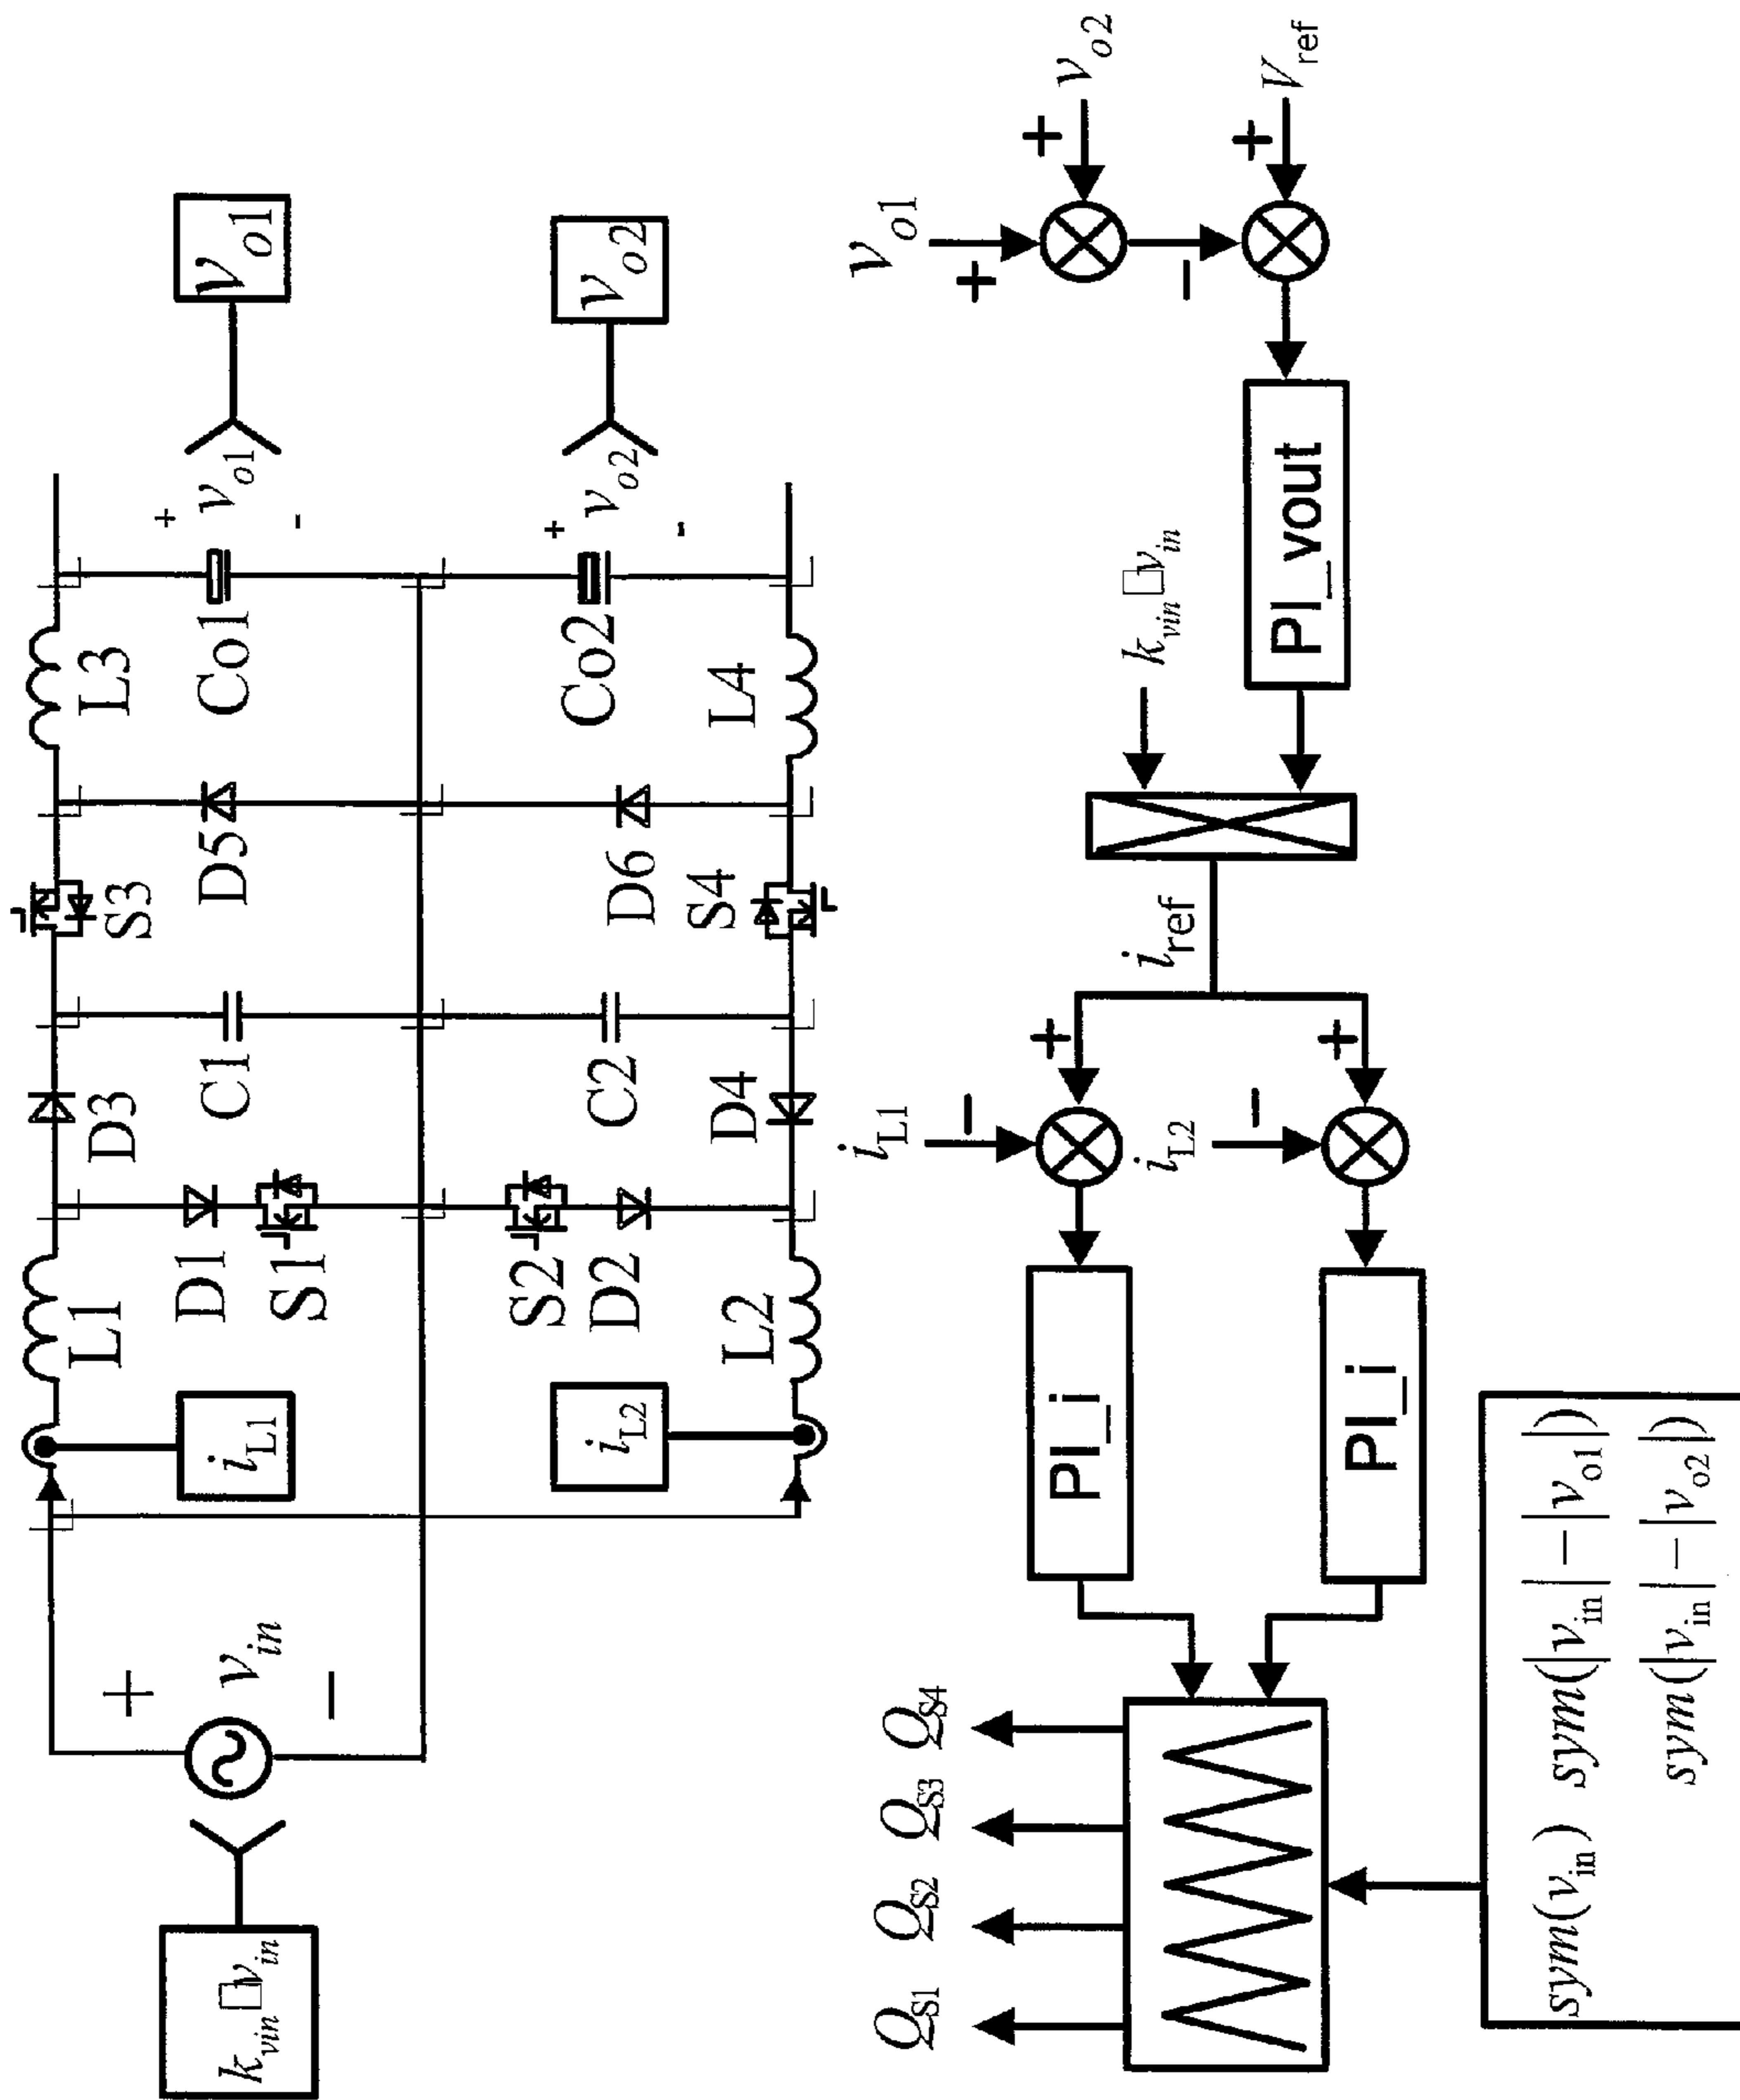 k_vin□v_in
+
v_in
−
i_L1
L1
D1
S1
D3
C1
S3
D5
L3
Co1
+
v_o1
-
v_o1
i_L2
S2
D2
L2
C2
D4
D6
S4
Co2
L4
+
v_o2
-
v_o2
Q_S1 Q_S2 Q_S3 Q_S4
PI_i
PI_i
i_L1
−
+
i_L2
−
+
i_ref
k_vin□v_in
PI_vout
v_o1
+
+
v_o2
−
+
V_ref
sym(v_in) sym(|v_in|−|v_o1|)
sym(|v_in|−|v_o2|)